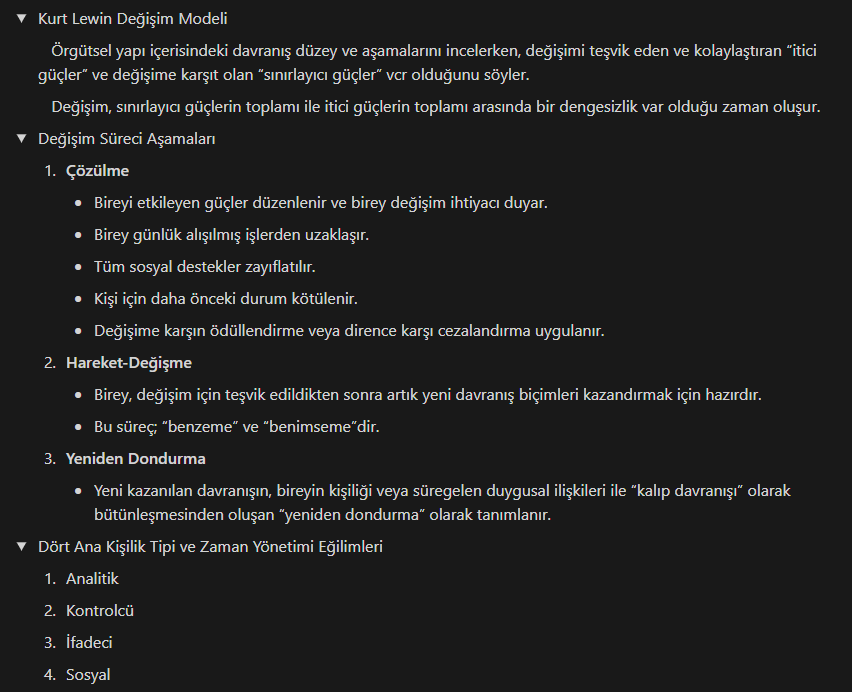 Kurt Lewin Değişim Modeli
Örgütsel yapı içerisindeki davranış düzey ve aşamalarını incelerken, değişimi teşvik eden ve kolaylaştıran “itici
güçler” ve değişime karşıt olan “sınırlayıcı güçler” vcr olduğunu söyler.
Değişim, sınırlayıcı güçlerin toplamı ile itici güçlerin toplamı arasında bir dengesizlik var olduğu zaman oluşur.
Değişim Süreci Aşamaları
1. Çözülme
• Bireyi etkileyen güçler düzenlenir ve birey değişim ihtiyacı duyar.
• Birey günlük alışılmış işlerden uzaklaşır.
• Tüm sosyal destekler zayıflatılır.
• Kişi için daha önceki durum kötülenir.
• Değişime karşın ödüllendirme veya dirence karşı cezalandırma uygulanır.
2. Hareket-Değişme
• Birey, değişim için teşvik edildikten sonra artık yeni davranış biçimleri kazandırmak için hazırdır.
• Bu süreç; “benzeme” ve “benimseme”dir.
3. Yeniden Dondurma
• Yeni kazanılan davranışın, bireyin kişiliği veya süregelen duygusal ilişkileri ile “kalıp davranışı” olarak
bütünleşmesinden oluşan “yeniden dondurma” olarak tanımlanır.
Dört Ana Kişilik Tipi ve Zaman Yönetimi Eğilimleri
1. Analitik
2. Kontrolcü
3. İfadeci
4. Sosyal